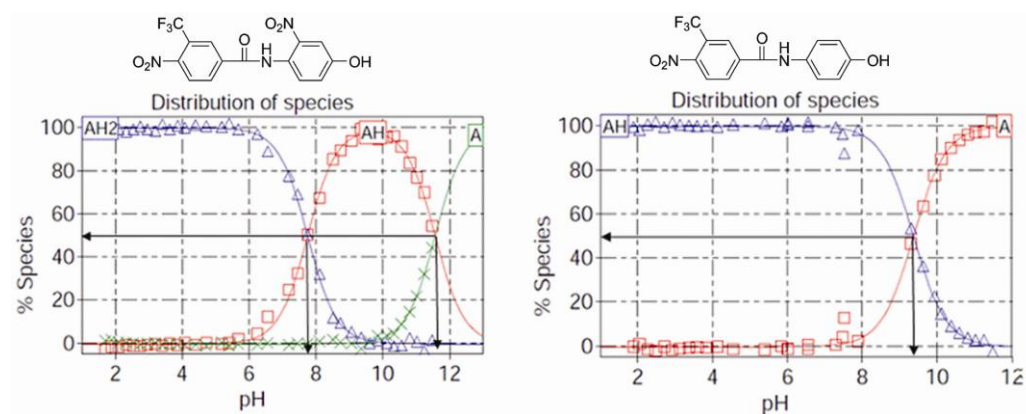 F₃C
NO₂
O
H
N
O₂N
OH
Distribution of species
AH2
AH
A
100
80
60
40
20
0
% Species
2 4 6 8 10 12
pH
F₃C
O
H
N
O₂N
OH
Distribution of species
AH
A
100
80
60
40
20
0
% Species
2 4 6 8 10 12
pH